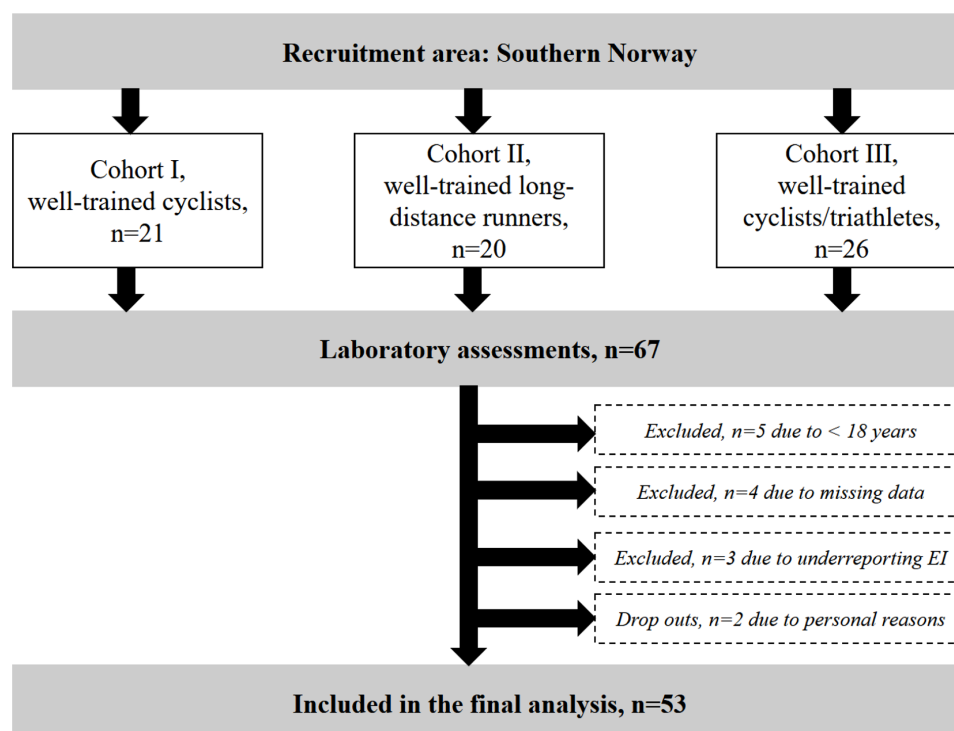 Recruitment area: Southern Norway
Cohort I,
well-trained cyclists,
n=21
Cohort II,
well-trained long-
distance runners,
n=20
Cohort III,
well-trained
cyclists/triathletes,
n=26
Laboratory assessments, n=67
Excluded, n=5 due to < 18 years
Excluded, n=4 due to missing data
Excluded, n=3 due to underreporting EI
Drop outs, n=2 due to personal reasons
Included in the final analysis, n=53